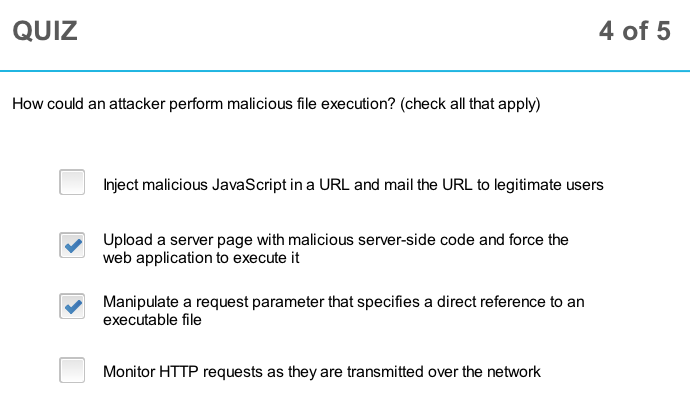 QUIZ
4 of 5
How could an attacker perform malicious file execution? (check all that apply)
Inject malicious JavaScript in a URL and mail the URL to legitimate users
Upload a server page with malicious server-side code and force the
web application to execute it
Manipulate a request parameter that specifies a direct reference to an
executable file
Monitor HTTP requests as they are transmitted over the network